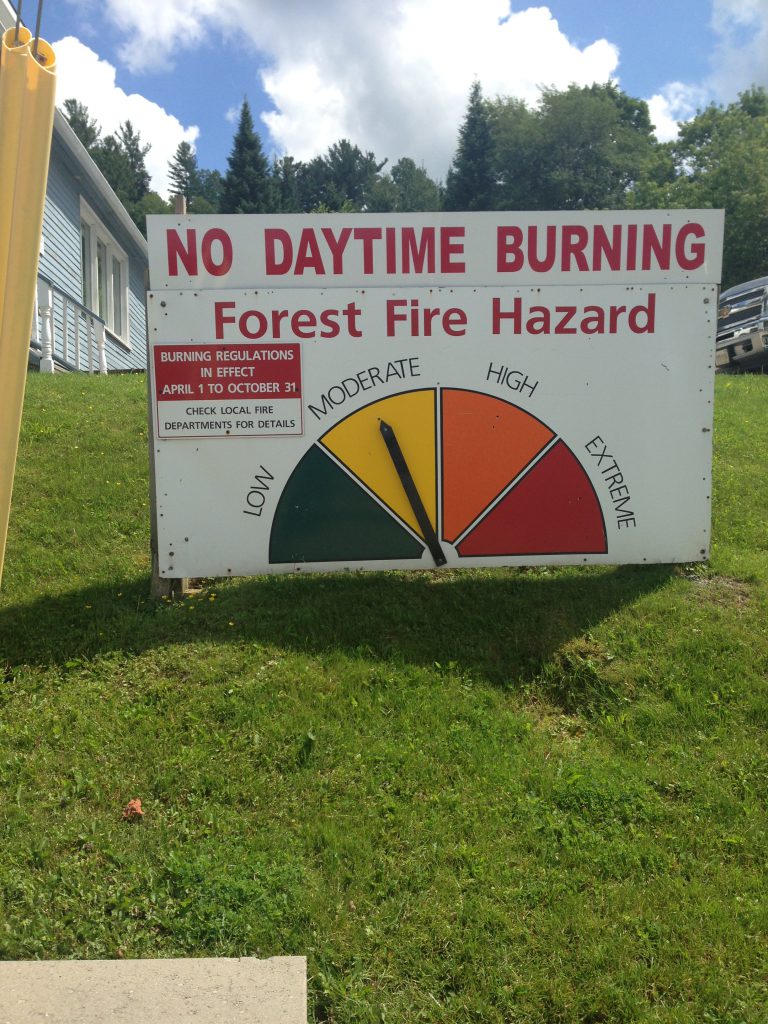 NO DAYTIME BURNING
Forest Fire Hazard
BURNING REGULATIONS
IN EFFECT
APRIL 1 TO OCTOBER 31
CHECK LOCAL FIRE
DEPARTMENTS FOR DETAILS
LOW
MODERATE
HIGH
EXTREME